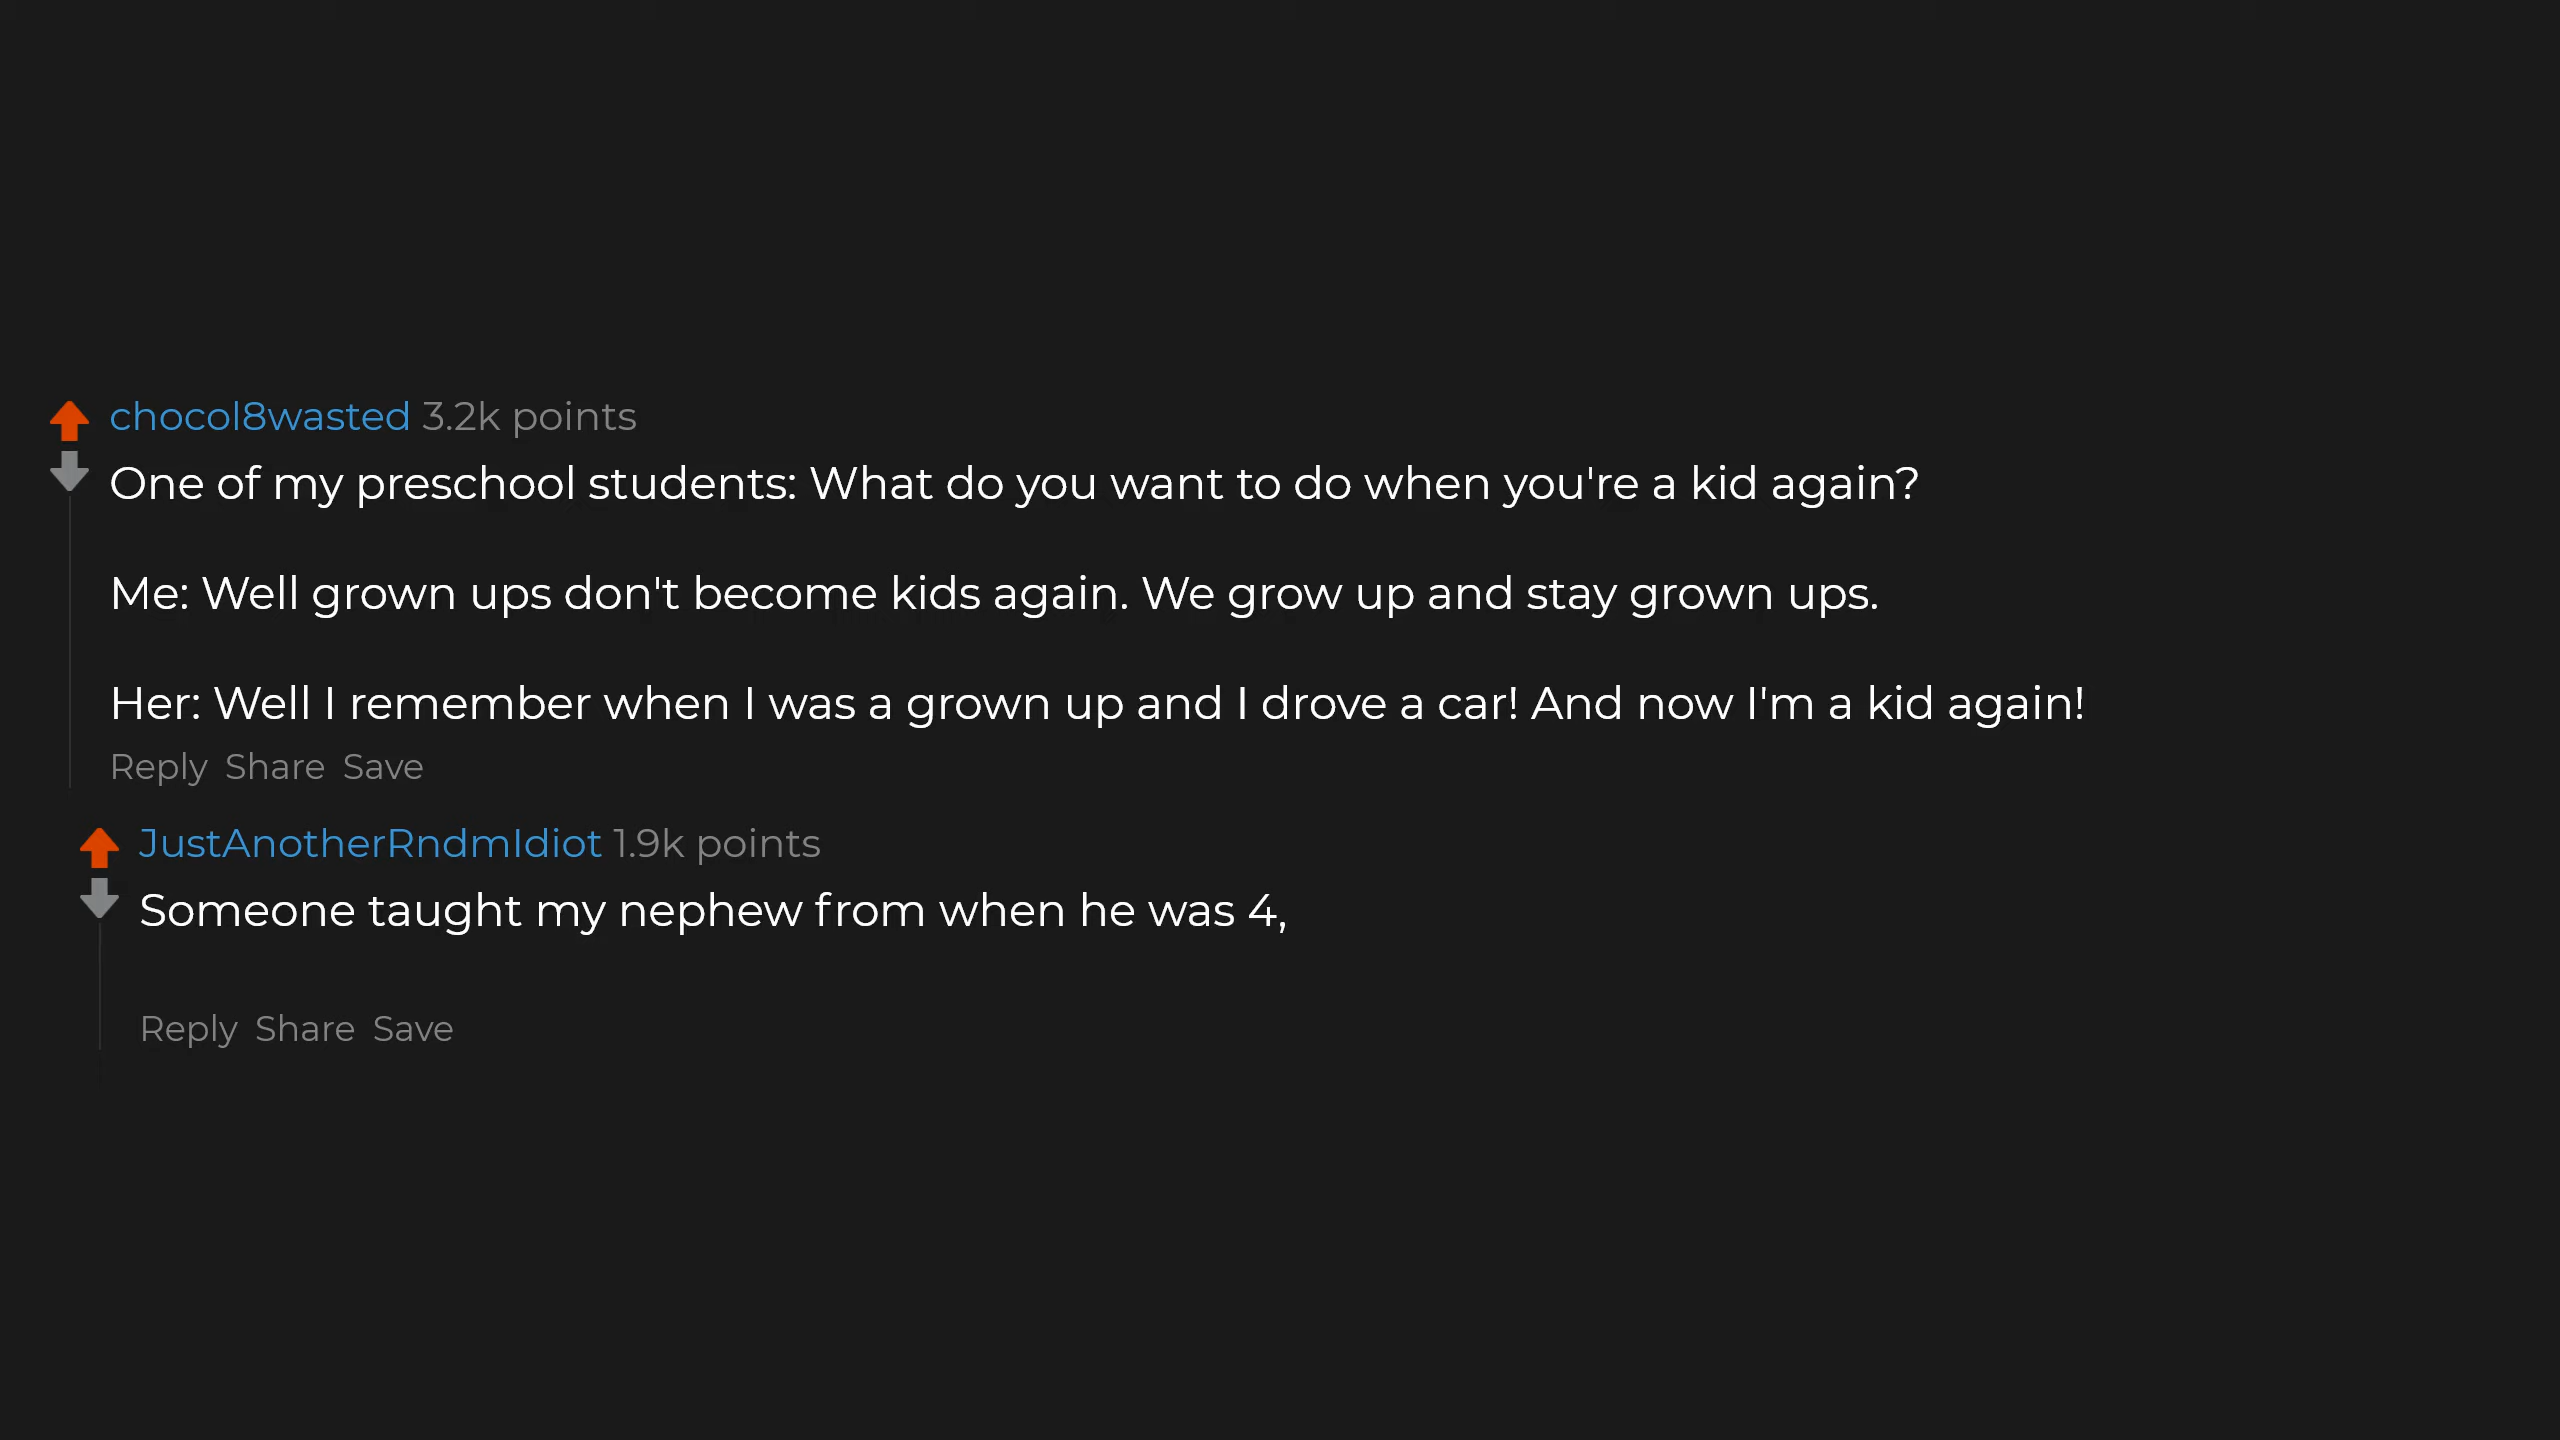 chocol8wasted 3.2k points
One of my preschool students: What do you want to do when you're a kid again?
Me: Well grown ups don't become kids again. We grow up and stay grown ups.
Her: Well I remember when I was a grown up and I drove a car! And now I'm a kid again!
Reply Share Save
JustAnotherRndmIdiot 1.9k points
Someone taught my nephew from when he was 4,
Reply Share Save